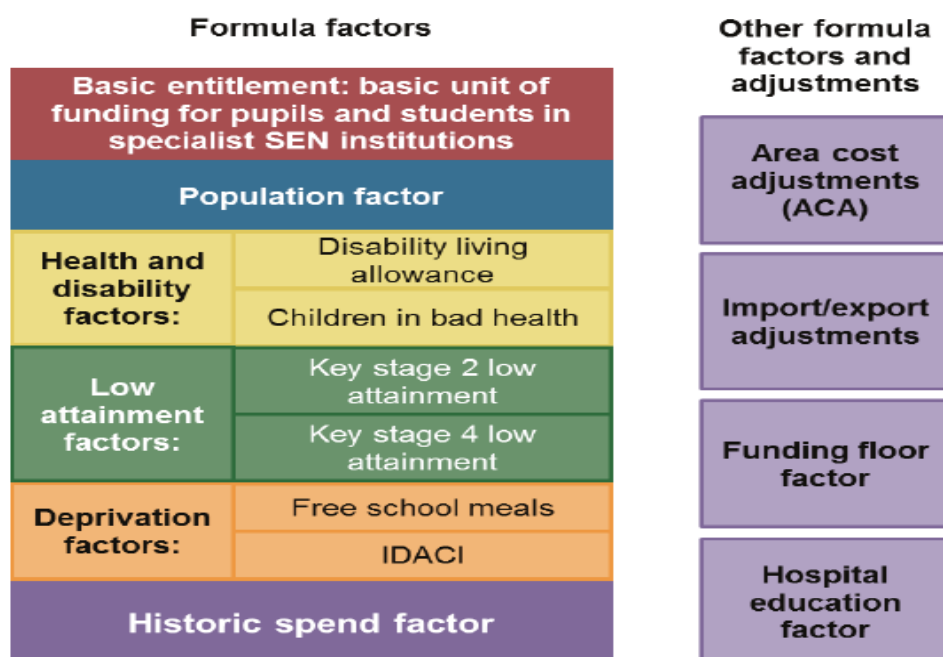 Formula factors
Basic entitlement: basic unit of
funding for pupils and students in
specialist SEN institutions
Population factor
Health and
disability
factors:
Disability living
allowance
Children in bad health
Low
attainment
factors:
Key stage 2 low
attainment
Key stage 4 low
attainment
Deprivation
factors:
Free school meals
IDACI
Historic spend factor
Other formula
factors and
adjustments
Area cost
adjustments
(ACA)
Import/export
adjustments
Funding floor
factor
Hospital
education
factor